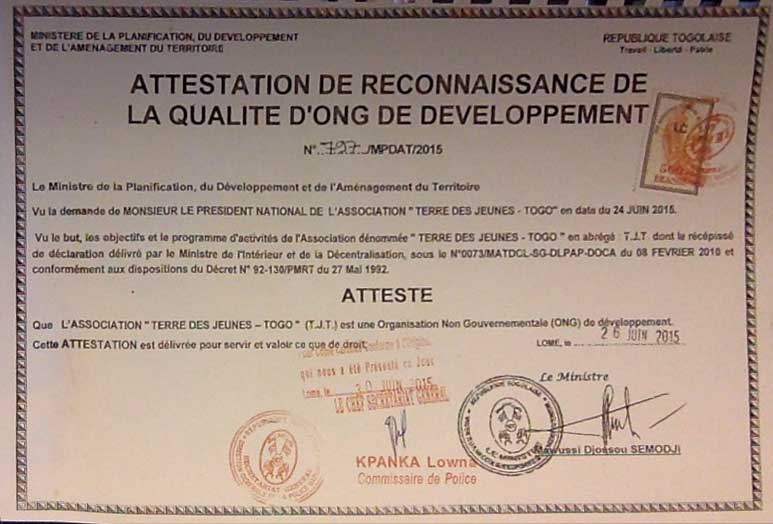 MINISTERE DE LA PLANIFICATION, DU DEVELOPPEMENT
ET DE L'AMENAGEMENT DU TERRITOIRE
REPUBLIQUE TOGOLAISE
Travail - Liberté - Patrie
ATTESTATION DE RECONNAISSANCE DE
LA QUALITE D'ONG DE DEVELOPPEMENT
N°..797../MPDAT/2015
Le Ministre de la Planification, du Développement et de l'Aménagement du Territoire
Vu la demande de MONSIEUR LE PRESIDENT NATIONAL DE L'ASSOCIATION " TERRE DES JEUNES - TOGO" en date du 24 JUIN 2015.
Vu le but, les objectifs et le programme d'activités de l'Association dénommée " TERRE DES JEUNES - TOGO " en abrégé : T.J.T dont le récépissé
de déclaration délivré par le Ministre de l'Intérieur et de la Décentralisation, sous le N°0073/MATDCL-SG-DLPAP-DOCA du 08 FEVRIER 2010 et
conformément aux dispositions du Décret N° 92-130/PMRT du 27 Mai 1992.
ATTESTE
Que L'ASSOCIATION " TERRE DES JEUNES – TOGO " (T.J.T.) est une Organisation Non Gouvernementale (ONG) de développement.
Cette ATTESTATION est délivrée pour servir et valoir ce que de droit.
LOME, le 26 JUIN 2015
qui nous a été Présenté ce Jour
Lome, le 30 JUIN 2015
LE CHEF SECRETARIAT GENERAL
Le Ministre
KPANKA Lowna
Commissaire de Police
Mawussi Djossou SEMODJI
REPUBLIQUE TOGOLAISE
LE MINISTRE
SECRETARIAT GENERAL